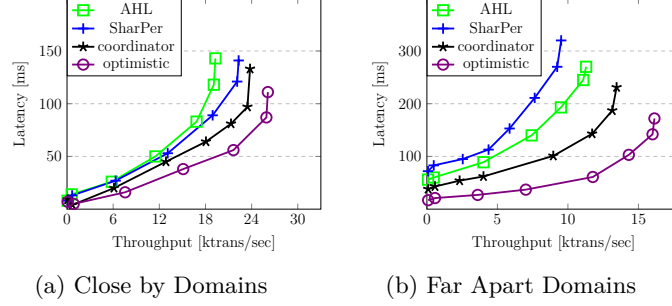 AHL
SharPer
coordinator
optimistic
150
100
50
Latency [ms]
0
6
12
18
24
30
Throughput [ktrans/sec]
(a) Close by Domains
AHL
SharPer
coordinator
optimistic
300
200
100
Latency [ms]
0
5
10
15
Throughput [ktrans/sec]
(b) Far Apart Domains